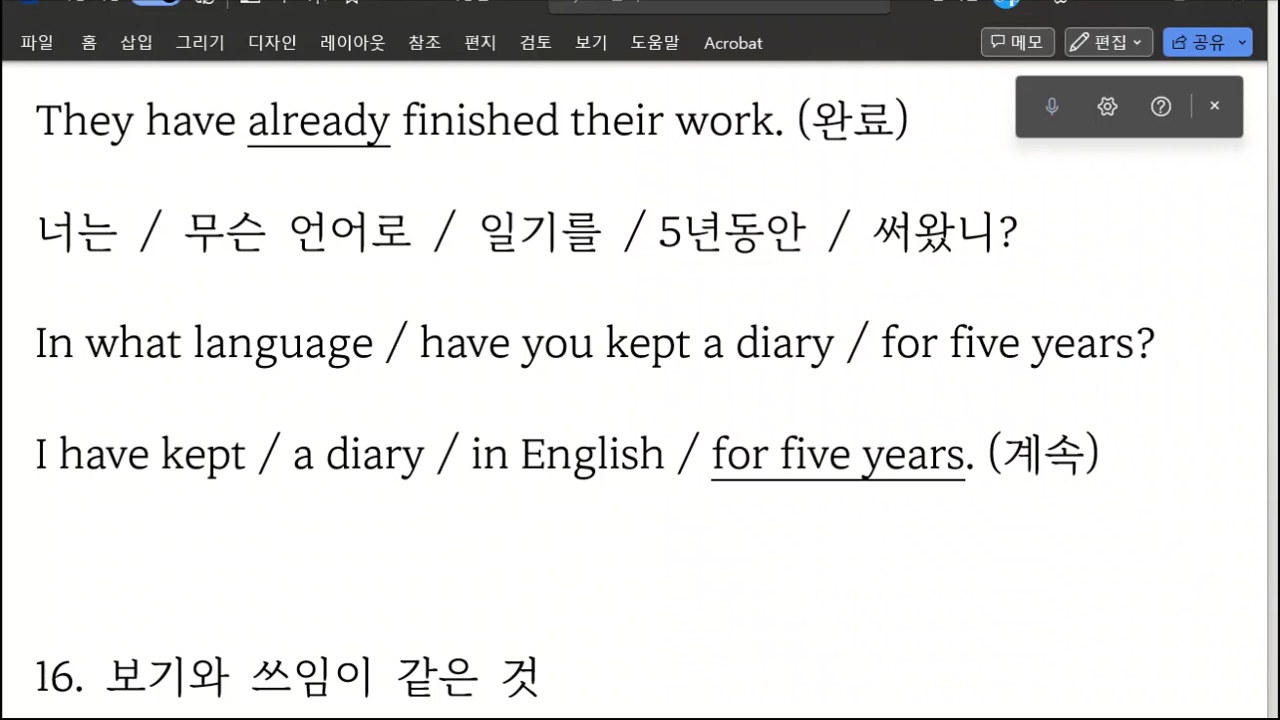 파일 홈 삽입 그리기 디자인 레이아웃 참조 편지 검토 보기 도움말 Acrobat 메모 편집 공유
They have already finished their work. (완료)
너는 / 무슨 언어로 / 일기를 / 5년동안 / 써왔니?
In what language / have you kept a diary / for five years?
I have kept / a diary / in English / for five years. (계속)
16. 보기와 쓰임이 같은 것